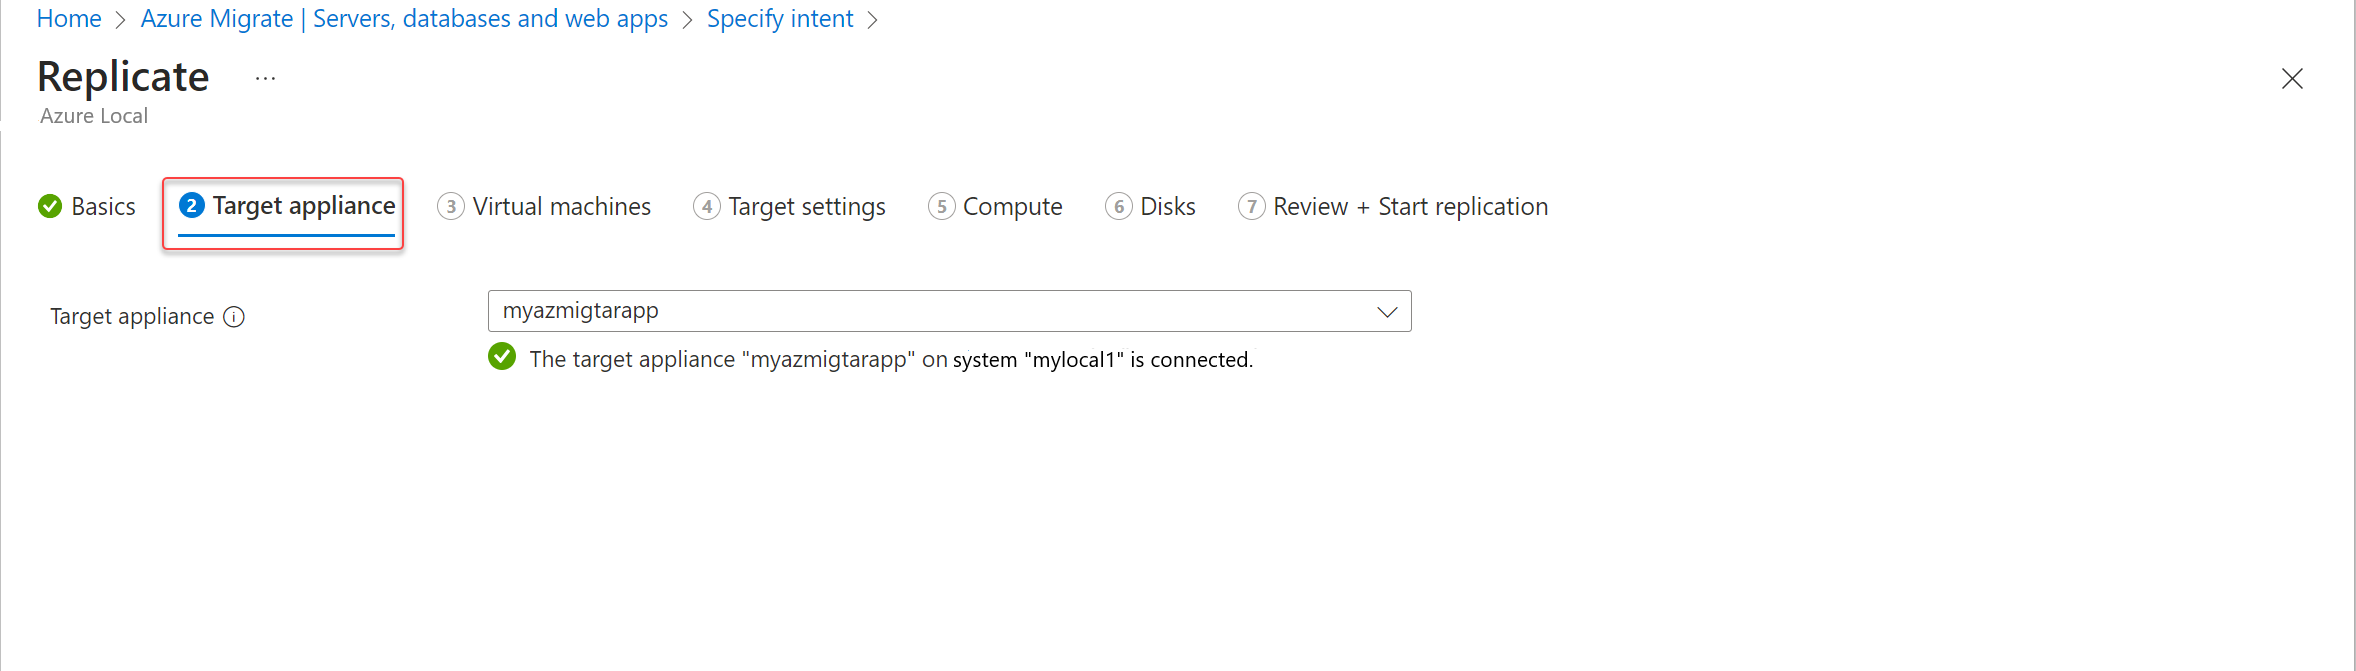 Home > Azure Migrate | Servers, databases and web apps > Specify intent >
Replicate ...
Azure Local
Basics 2 Target appliance 3 Virtual machines 4 Target settings 5 Compute 6 Disks 7 Review + Start replication
Target appliance
myazmigtarapp
The target appliance "myazmigtarapp" on system "mylocal1" is connected.